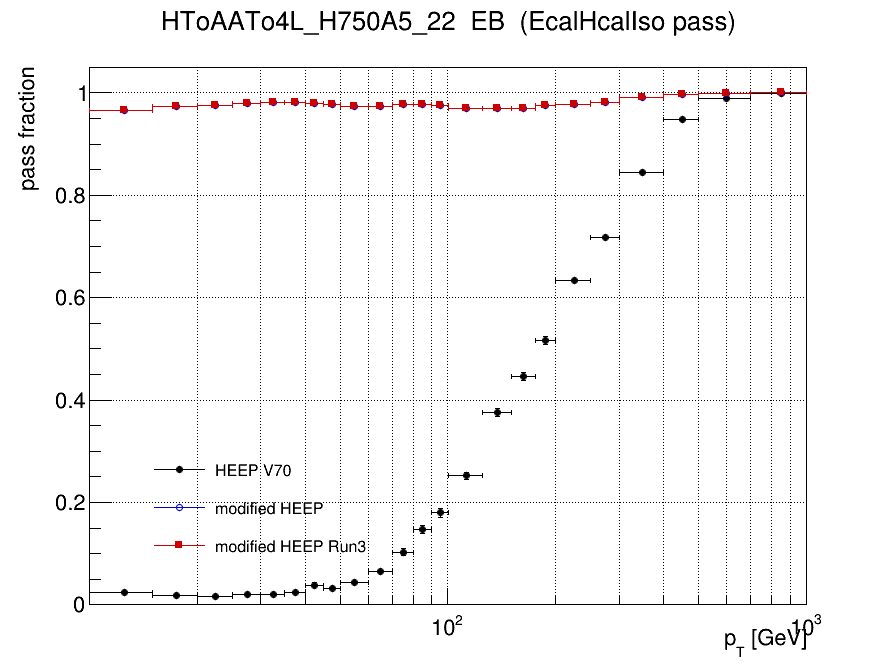 HToAATo4L_H750A5_22 EB (EcalHcalIso pass)
pass fraction
1
0.8
0.6
0.4
0.2
0
HEEP V70
modified HEEP
modified HEEP Run3
10²
10³
p_T [GeV]